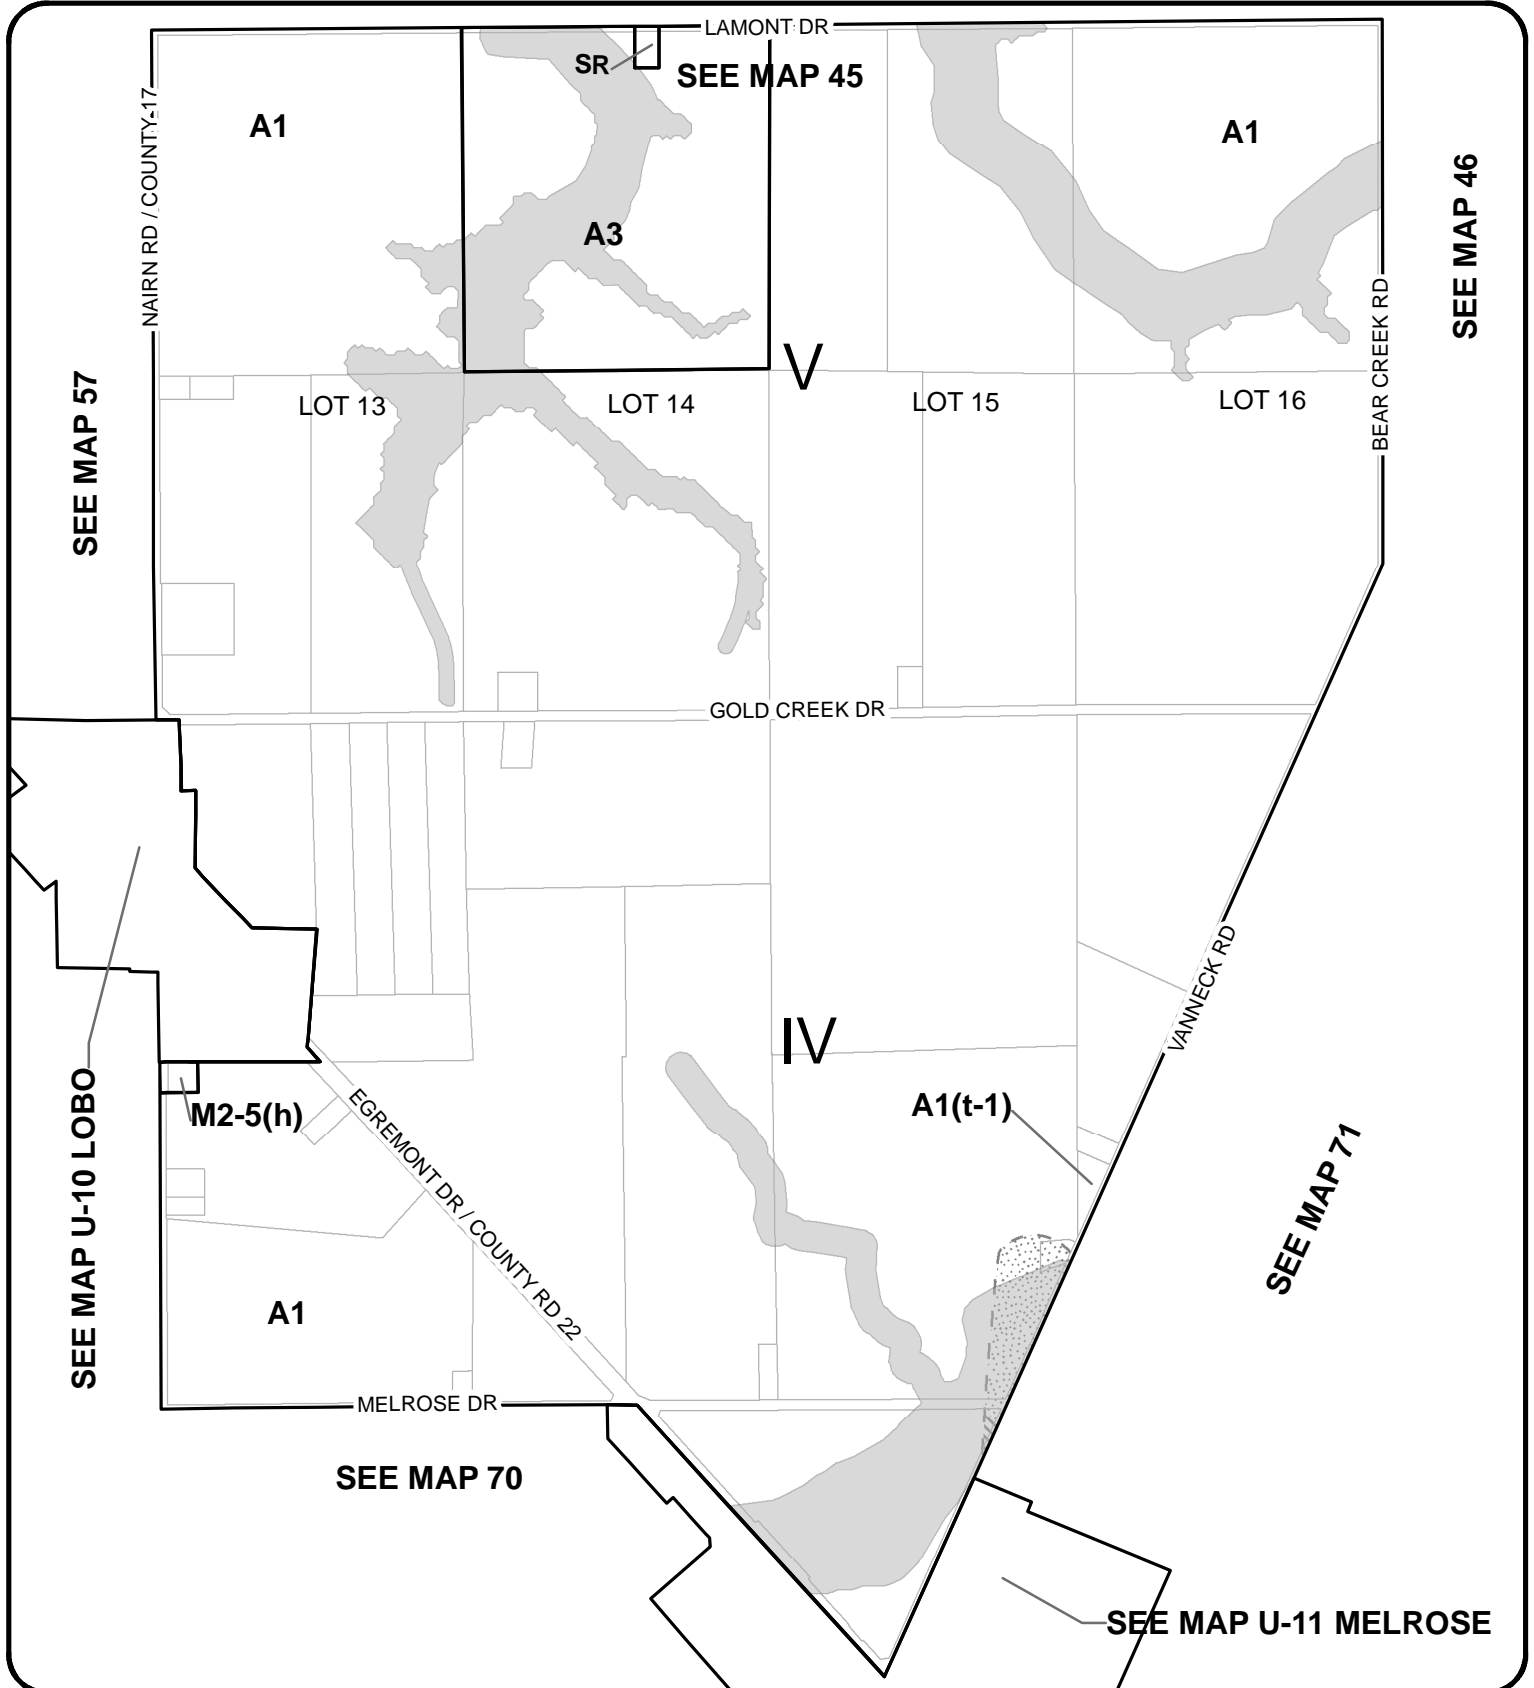 LAMONT DR
SR
SEE MAP 45
A1
A1
NAIRN RD / COUNTY 17
SEE MAP 46
A3
BEAR CREEK RD
V
SEE MAP 57
LOT 13
LOT 14
LOT 15
LOT 16
GOLD CREEK DR
VANNECK RD
IV
SEE MAP U-10 LOBO
M2-5(h)
A1(t-1)
EGREMONT DR / COUNTY RD 22
SEE MAP 71
A1
MELROSE DR
SEE MAP 70
SEE MAP U-11 MELROSE